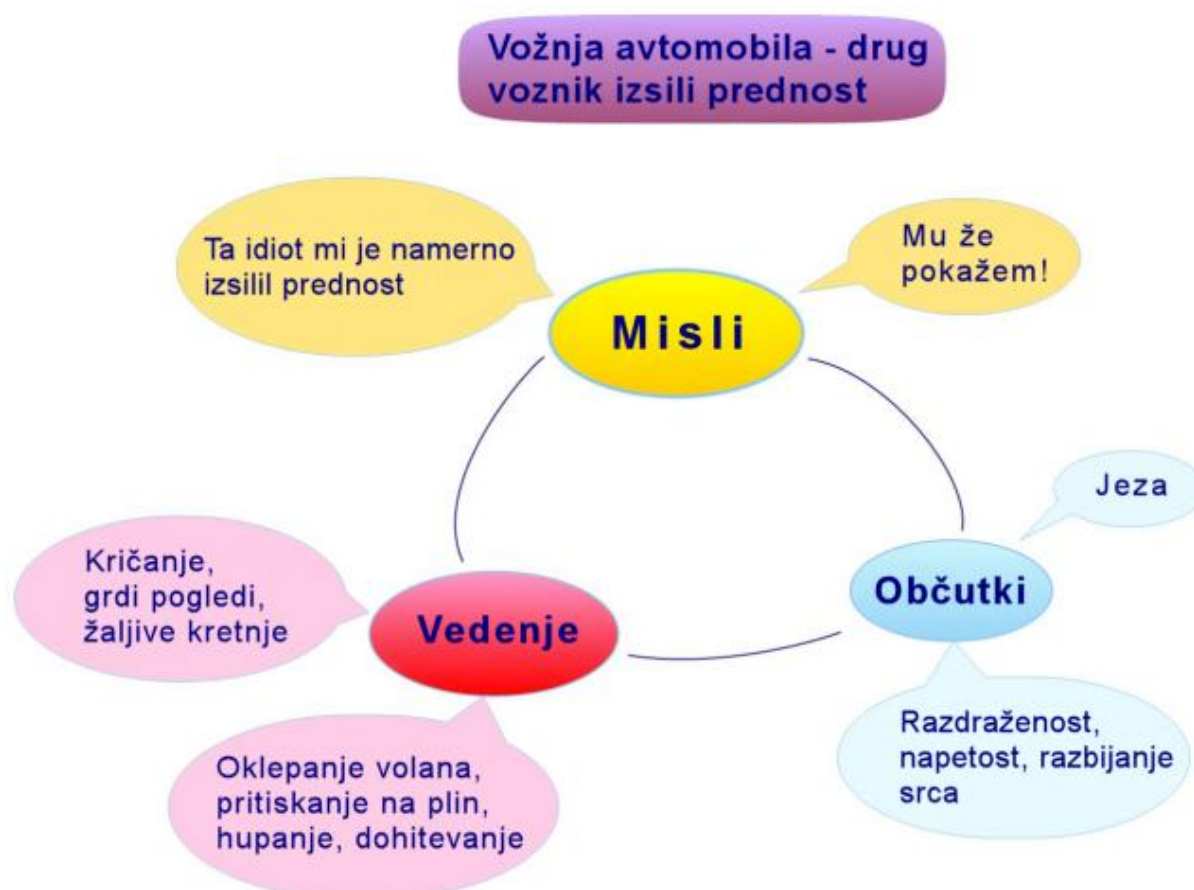 Vožnja avtomobila - drug
voznik izsili prednost
Ta idiot mi je namerno
izsilil prednost
Mu že
pokažem!
Misli
Jeza
Občutki
Razdraženost,
napetost, razbijanje
srca
Kričanje,
grdi pogledi,
žaljive kretnje
Vedenje
Oklepanje volana,
pritiskanje na plin,
hupanje, dohitevanje